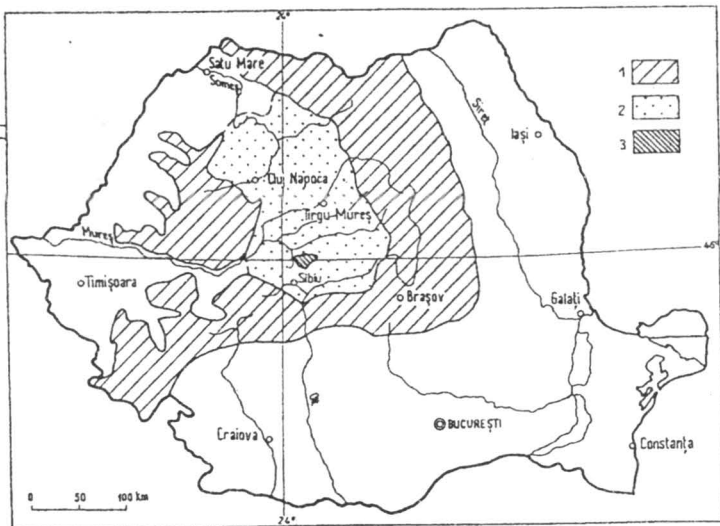 24°
Satu Mare
Someș
Siret
1
2
3
Iași
Clu Napoca
Tîrgu Mureș
Mureș
46°
Timișoara
Sibiu
Brașov
Galați
BUCUREȘTI
Craiova
Constanța
0 50 100 km
24°